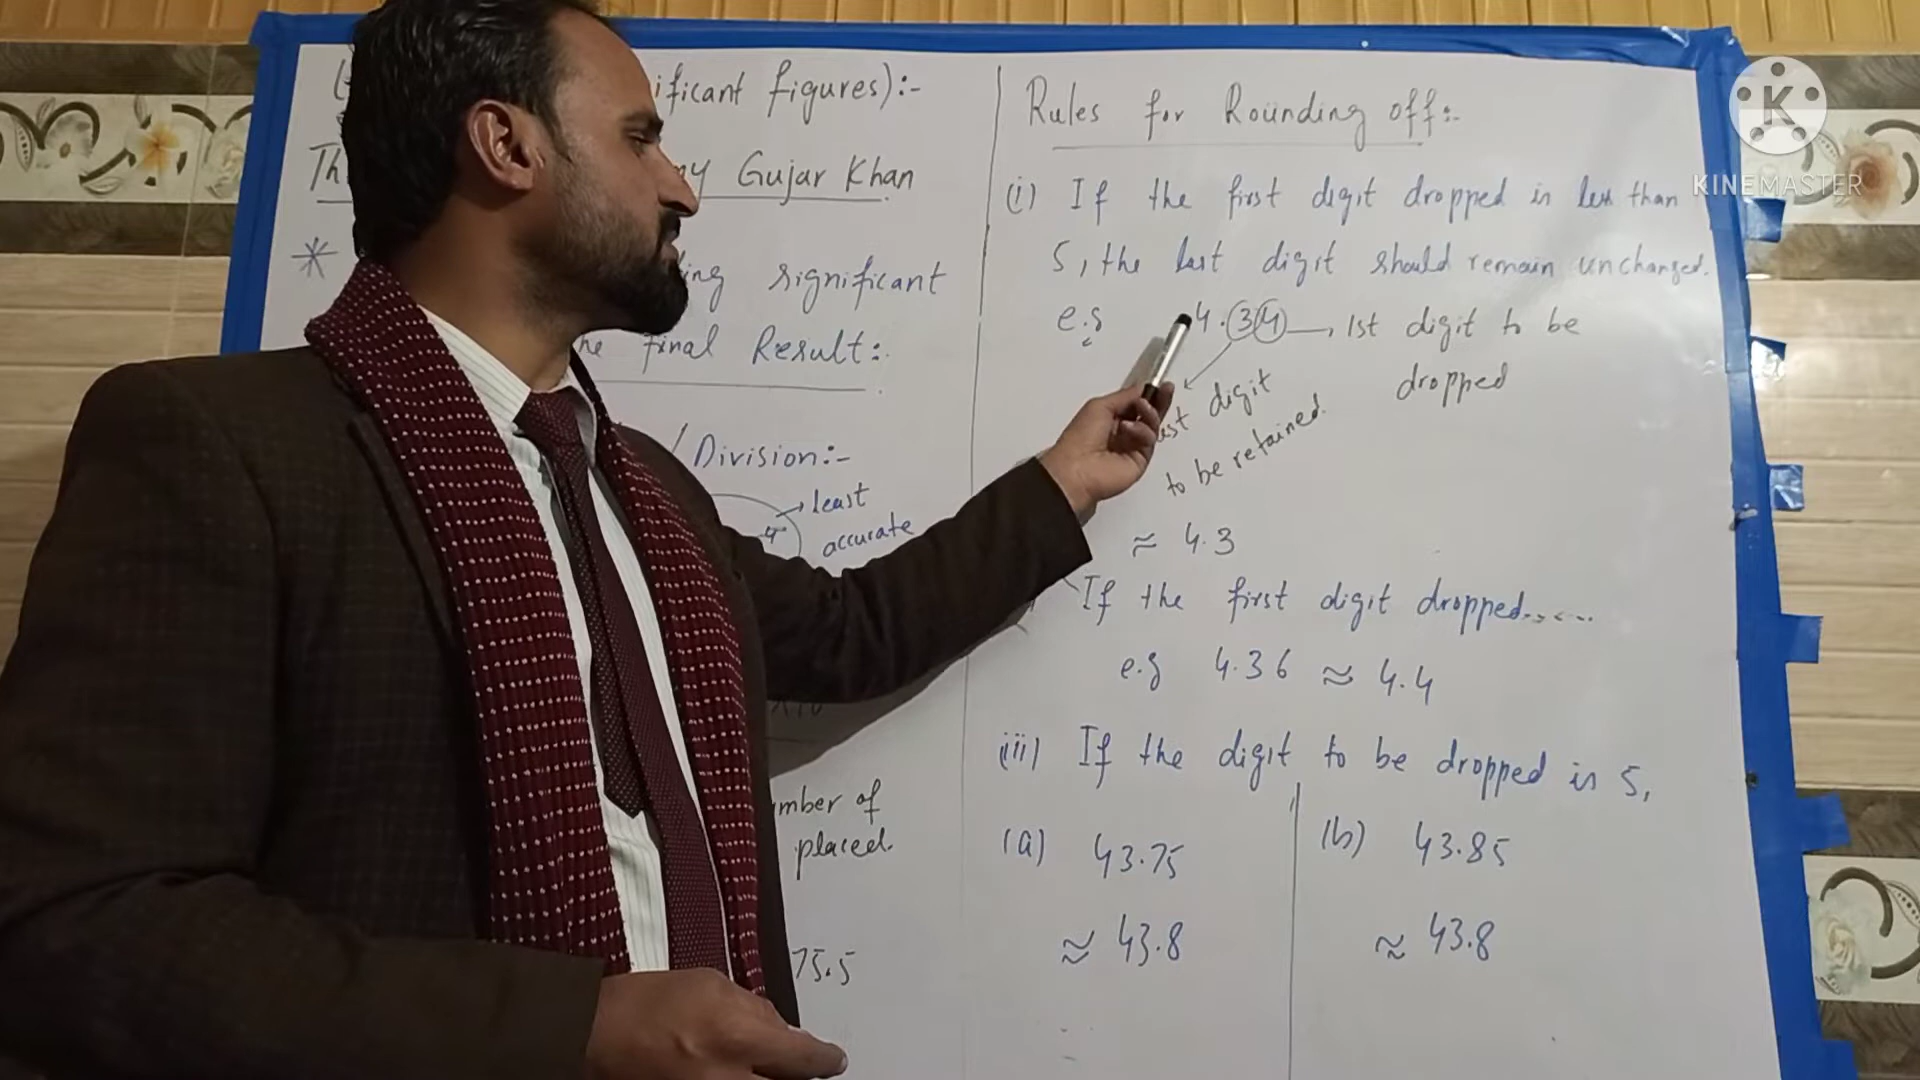 ificant figures):-
Th my Gujar Khan
* ing significant
he final Result:
/ Division:-
→ least
accurate
mber of
placed.
75.5
Rules for Rounding off:-
(i) If the first digit dropped is less than
5, the last digit should remain unchanged.
e.g 4.34 → 1st digit to be
dropped
ast digit
to be retained.
≈ 4.3
If the first digit dropped......
e.g 4.36 ≈ 4.4
(iii) If the digit to be dropped is 5,
(a) 43.75
≈ 43.8
(b) 43.85
≈ 43.8
K
KINEMASTER